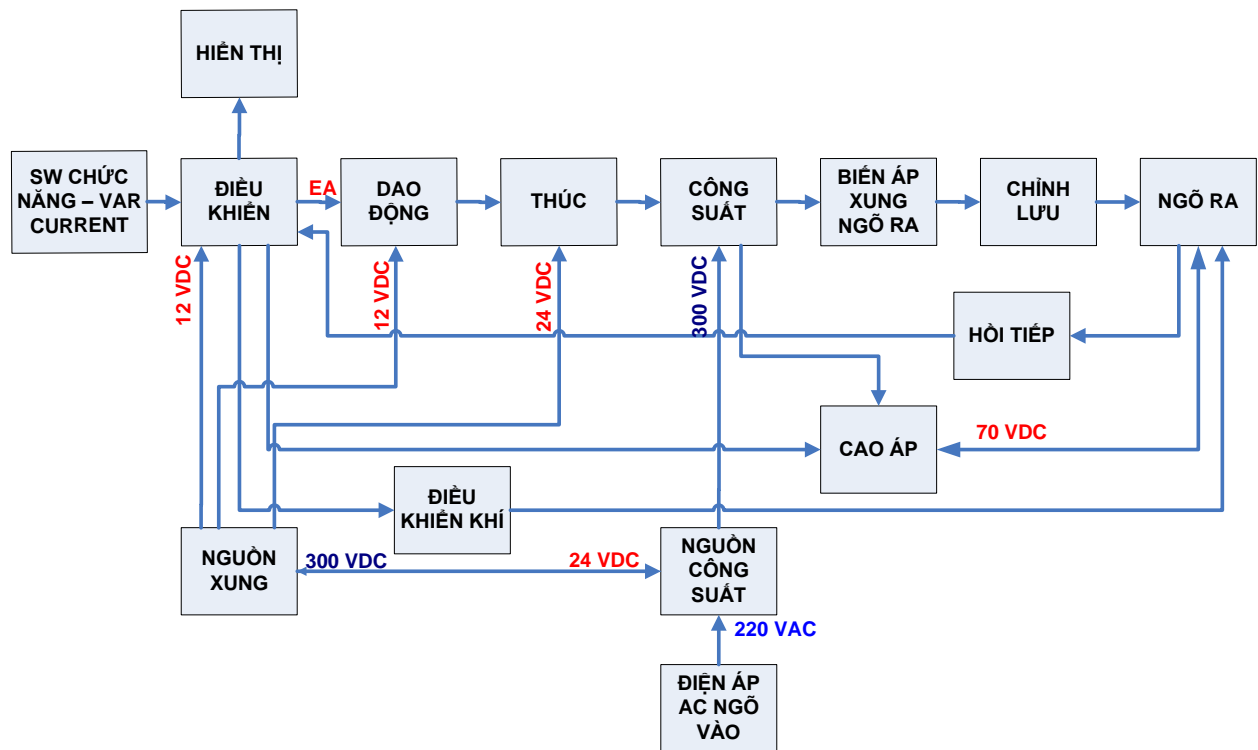 HIỂN THỊ
SW CHỨC
NĂNG – VAR
CURRENT
ĐIỀU
KHIỂN
EA
DAO
ĐỘNG
THÚC
CÔNG
SUẤT
BIẾN ÁP
XUNG
NGÕ RA
CHỈNH
LƯU
NGÕ RA
12 VDC
12 VDC
24 VDC
300 VDC
HỒI TIẾP
CAO ÁP
70 VDC
ĐIỀU
KHIỂN KHÍ
NGUỒN
XUNG
300 VDC
24 VDC
NGUỒN
CÔNG
SUẤT
220 VAC
ĐIỆN ÁP
AC NGÕ
VÀO